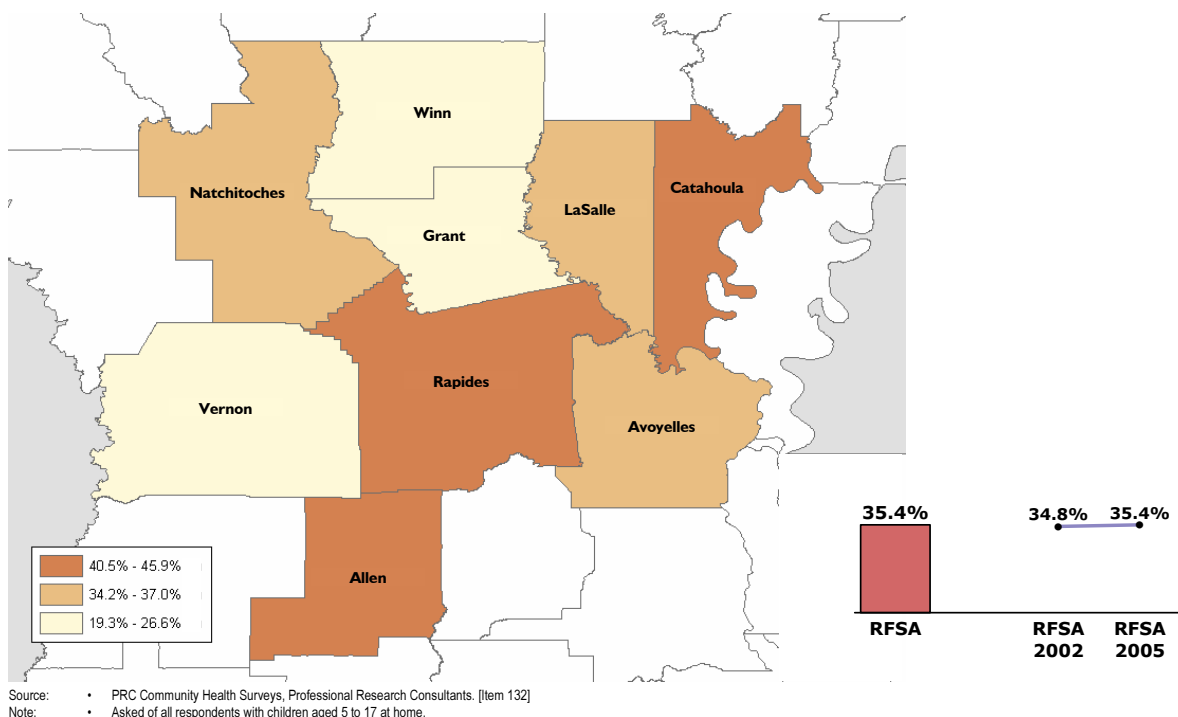 Winn
Natchitoches
Catahoula
LaSalle
Grant
Rapides
Vernon
Avoyelles
Allen
40.5% - 45.9%
34.2% - 37.0%
19.3% - 26.6%
35.4%
34.8% 35.4%
RFSA
RFSA 2002
RFSA 2005
Source: • PRC Community Health Surveys, Professional Research Consultants. [Item 132]
Note: • Asked of all respondents with children aged 5 to 17 at home.